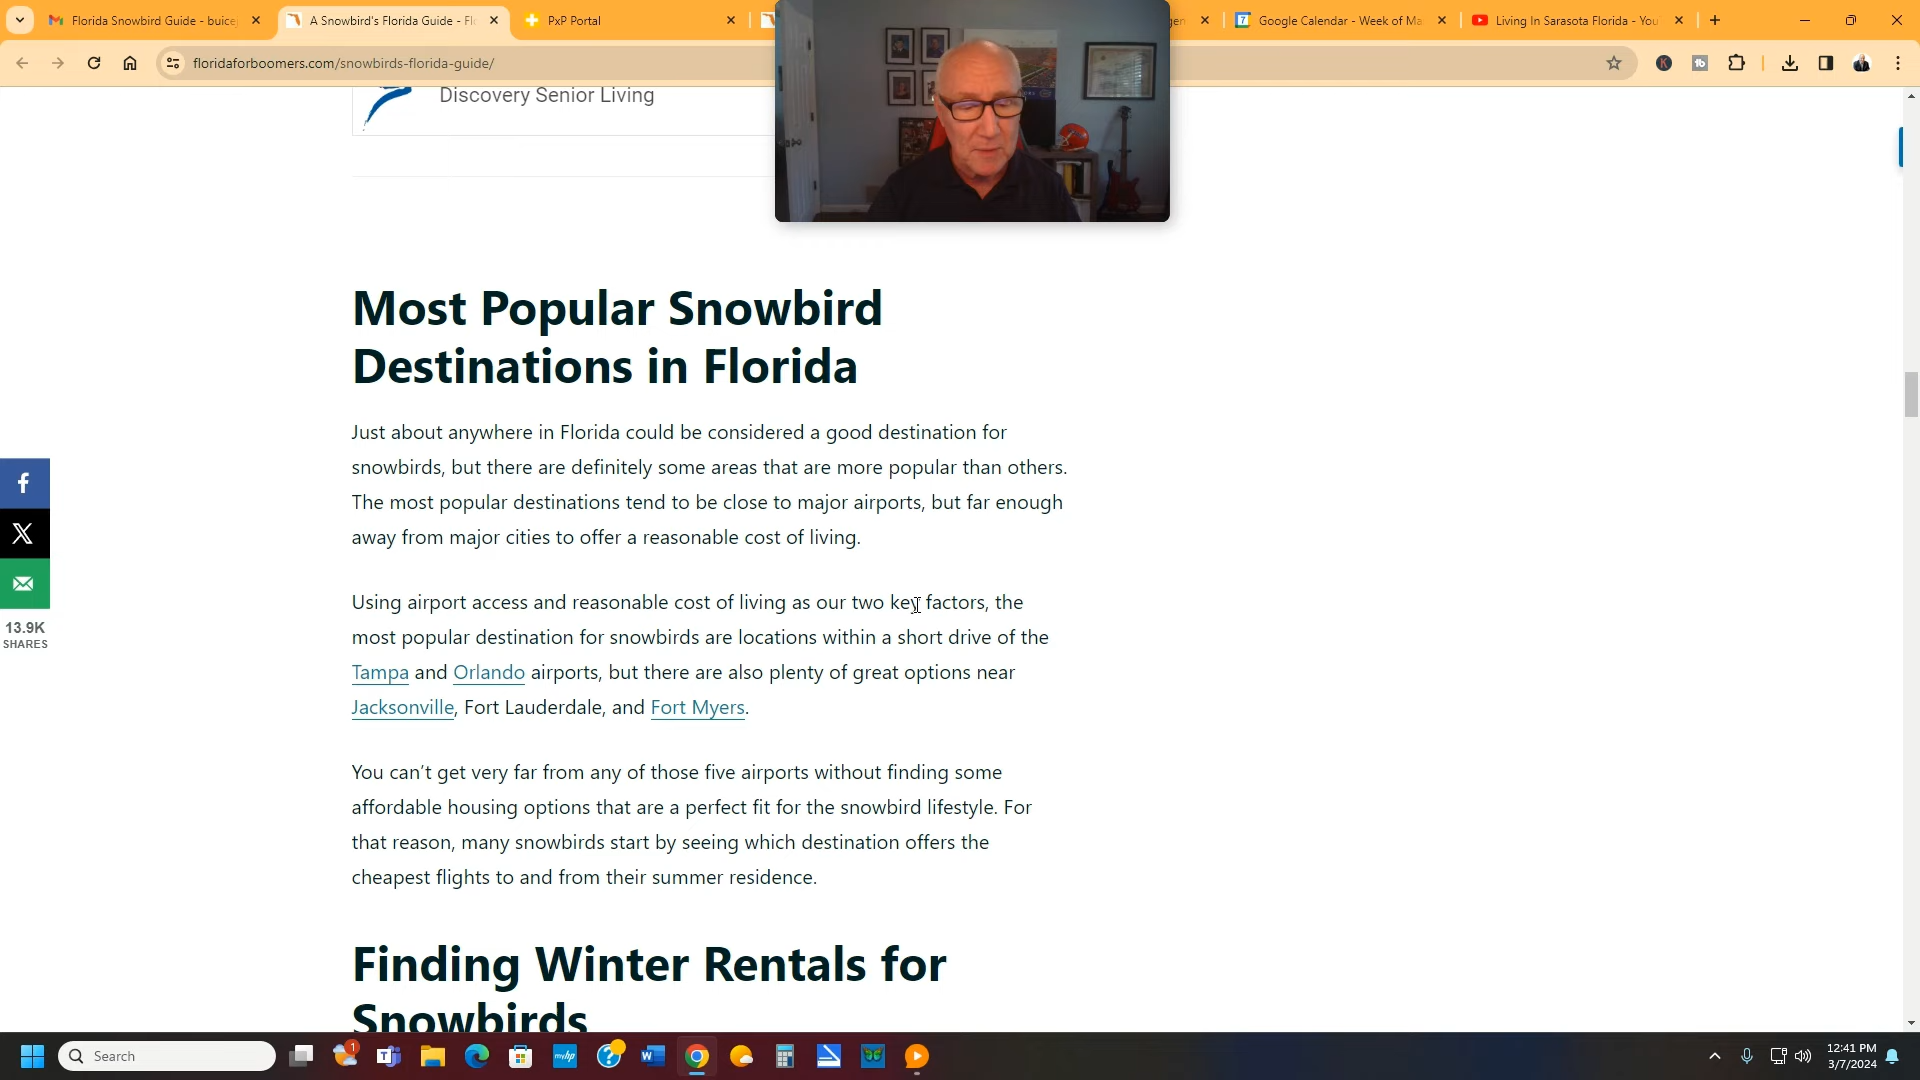 Florida Snowbird Guide - buice
A Snowbird's Florida Guide - Fl
PxP Portal
gen
Google Calendar - Week of Ma
Living In Sarasota Florida - You
floridaforboomers.com/snowbirds-florida-guide/
Discovery Senior Living
Most Popular Snowbird
Destinations in Florida
Just about anywhere in Florida could be considered a good destination for
snowbirds, but there are definitely some areas that are more popular than others.
The most popular destinations tend to be close to major airports, but far enough
away from major cities to offer a reasonable cost of living.
Using airport access and reasonable cost of living as our two key factors, the
most popular destination for snowbirds are locations within a short drive of the
Tampa and Orlando airports, but there are also plenty of great options near
Jacksonville, Fort Lauderdale, and Fort Myers.
You can't get very far from any of those five airports without finding some
affordable housing options that are a perfect fit for the snowbird lifestyle. For
that reason, many snowbirds start by seeing which destination offers the
cheapest flights to and from their summer residence.
Finding Winter Rentals for
Snowbirds
13.9K
SHARES
Search
1
12:41 PM
3/7/2024